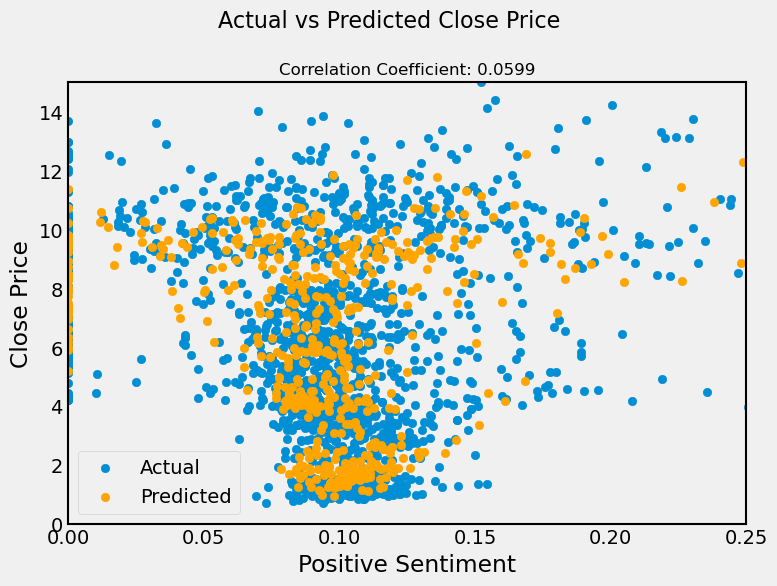 Actual vs Predicted Close Price
Correlation Coefficient: 0.0599
Close Price
14
12
10
8
6
4
2
0
Actual
Predicted
0.00
0.05
0.10
0.15
0.20
0.25
Positive Sentiment